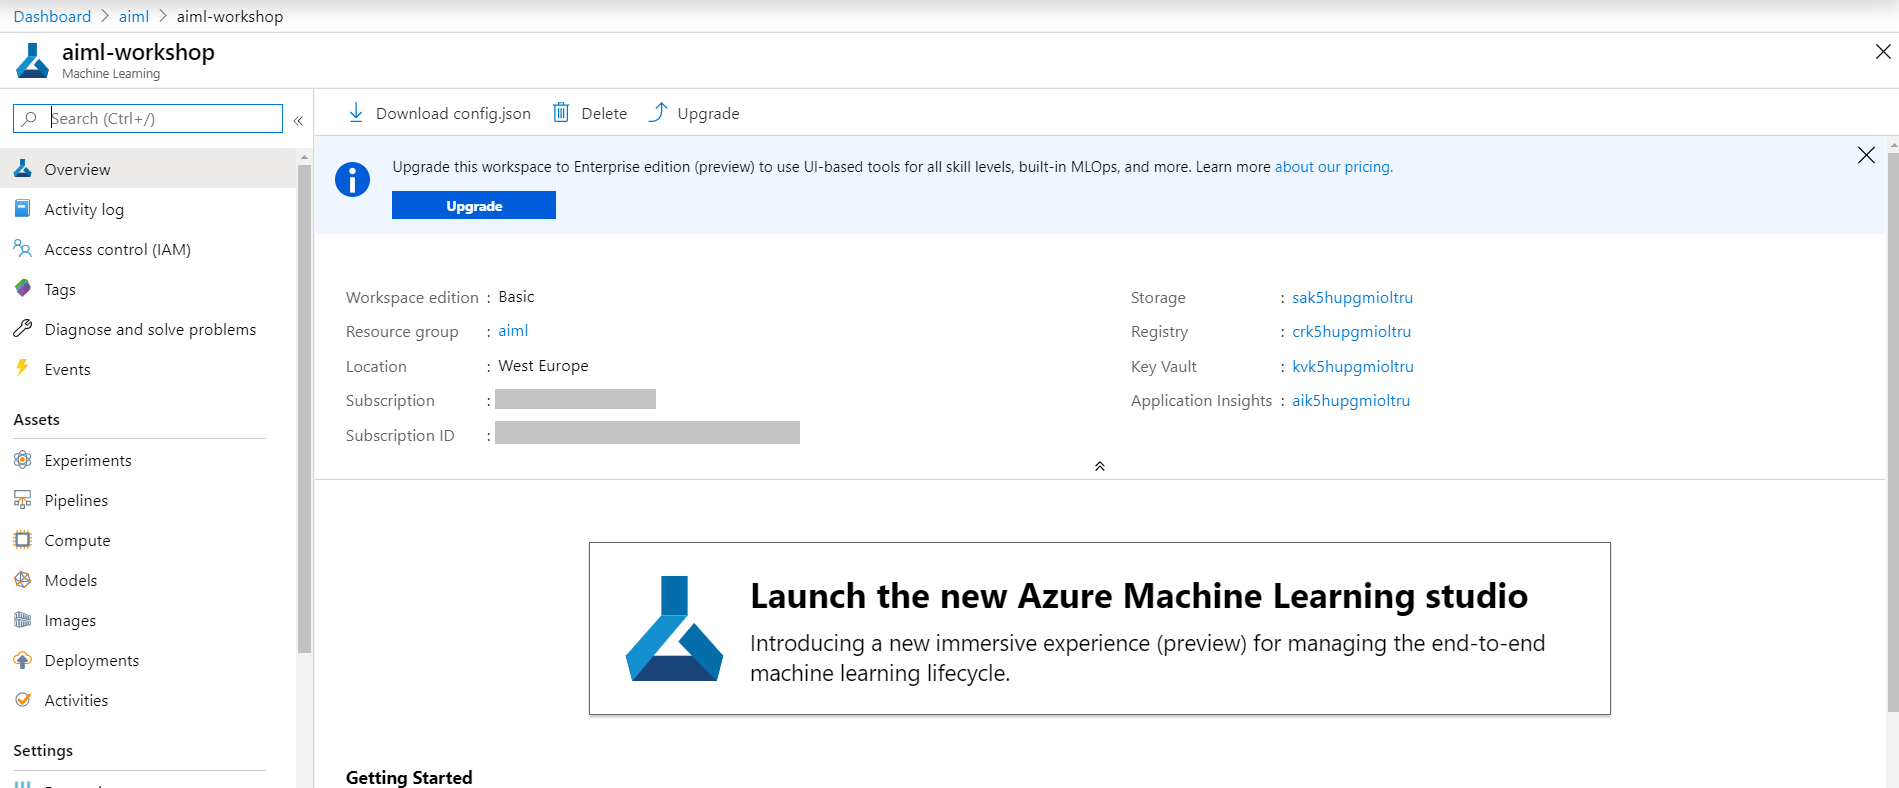 Dashboard > aiml > aiml-workshop
aiml-workshop
Machine Learning
Search (Ctrl+/)
«
Overview
Activity log
Access control (IAM)
Tags
Diagnose and solve problems
Events
Assets
Experiments
Pipelines
Compute
Models
Images
Deployments
Activities
Settings
Download config.json Delete Upgrade
Upgrade this workspace to Enterprise edition (preview) to use UI-based tools for all skill levels, built-in MLOps, and more. Learn more about our pricing.
Upgrade
Workspace edition : Basic
Resource group : aiml
Location : West Europe
Subscription :
Subscription ID :
Storage : sak5hupgmioltru
Registry : crk5hupgmioltru
Key Vault : kvk5hupgmioltru
Application Insights : aik5hupgmioltru
Launch the new Azure Machine Learning studio
Introducing a new immersive experience (preview) for managing the end-to-end
machine learning lifecycle.
Getting Started